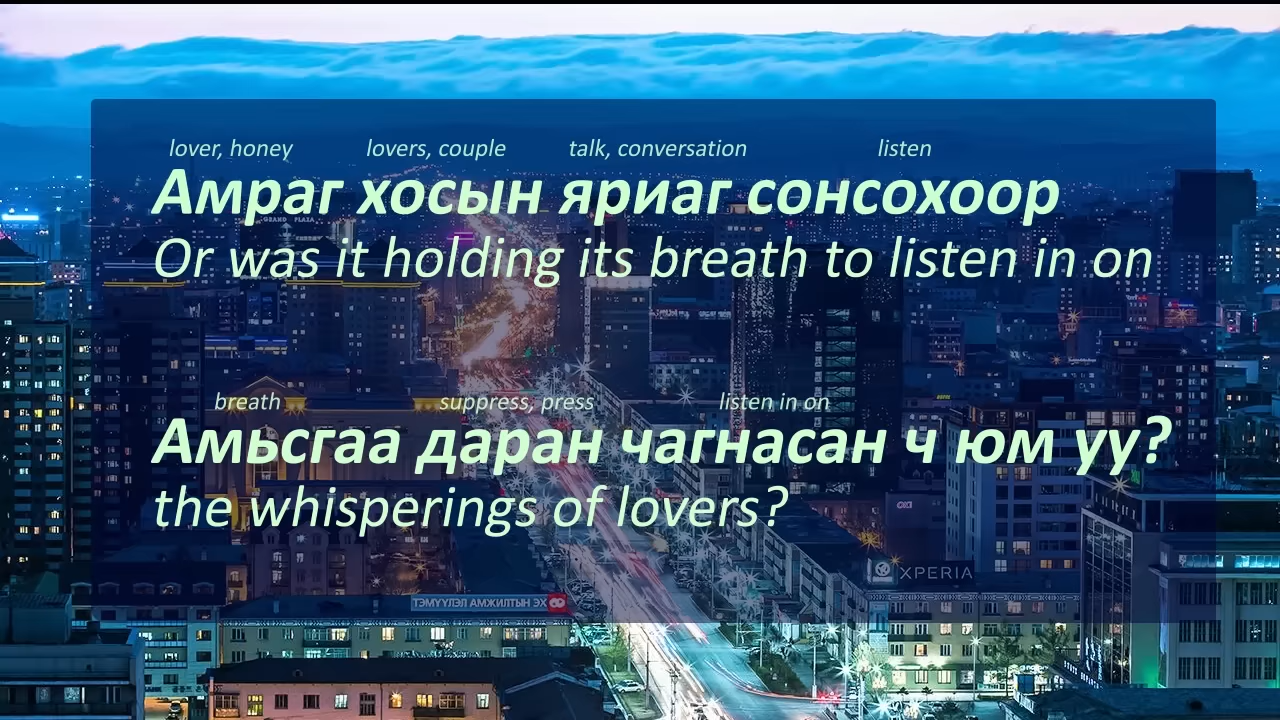 lover, honey lovers, couple talk, conversation listen
Амраг хосын яриаг сонсохоор
Or was it holding its breath to listen in on
breath suppress, press listen in on
Амьсгаа даран чагнасан ч юм уу?
the whisperings of lovers?
GRAND PLAZA
XPERIA
ТЭМҮҮЛЭЛ АМЖИЛТЫН ЭХ